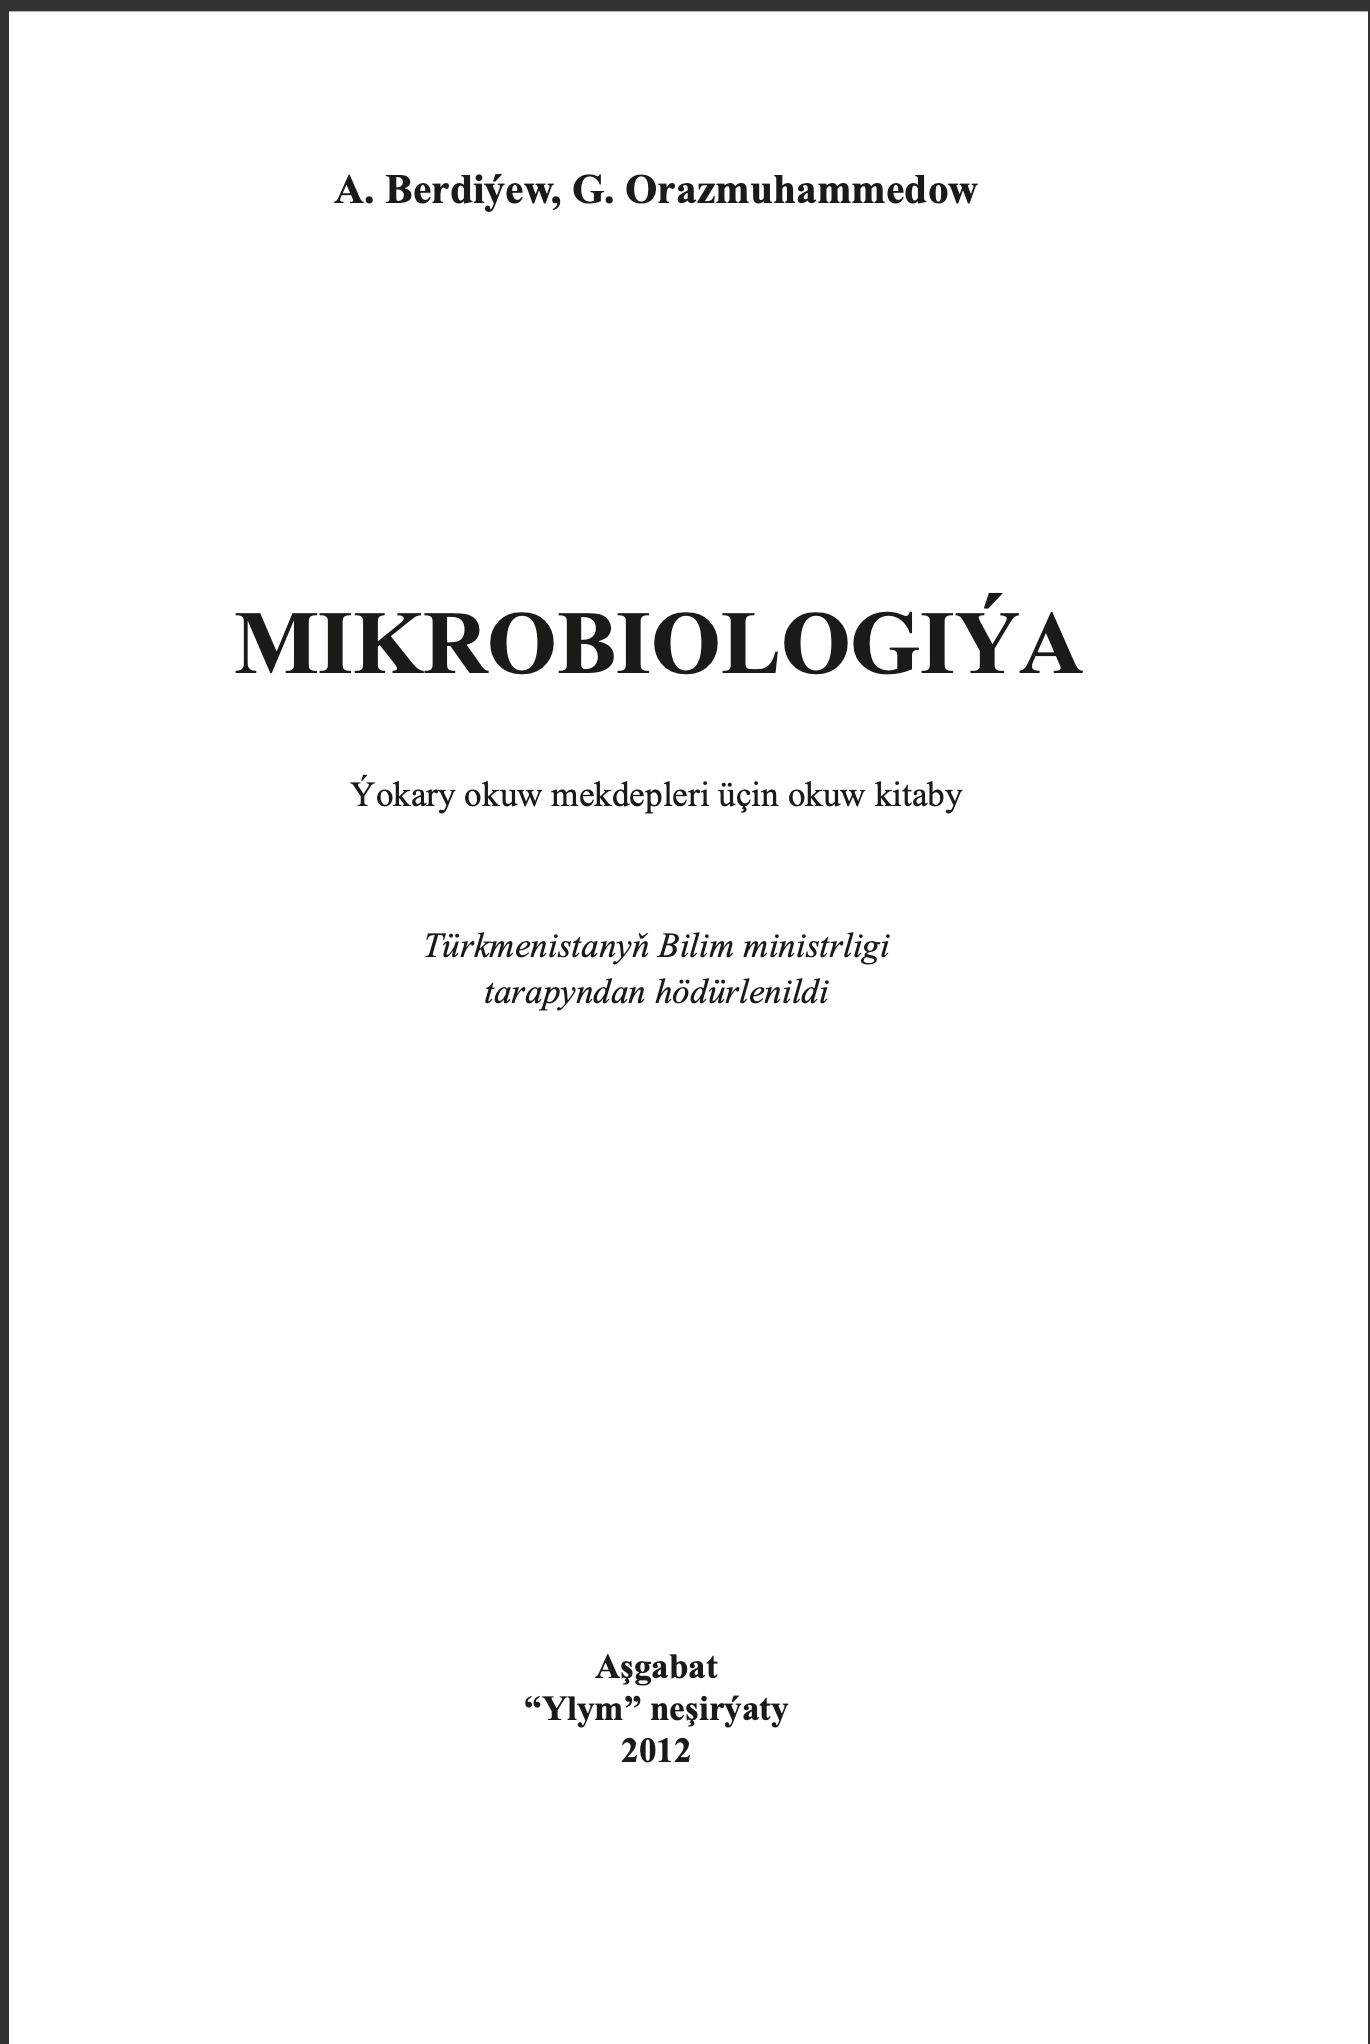 A. Berdiýew, G. Orazmuhammedow
MIKROBIOLOGIÝA
Ýokary okuw mekdepleri üçin okuw kitaby
Türkmenistanyň Bilim ministrligi
tarapyndan hödürlenildi
Aşgabat
“Ylym” neşirýaty
2012